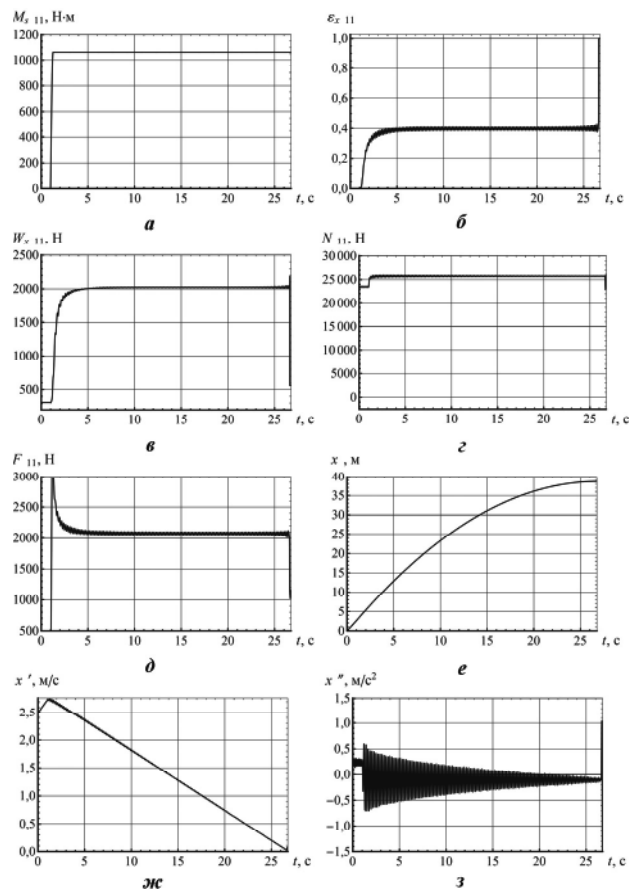 M_s 11, Н·м
1200
1000
800
600
400
200
0
0 5 10 15 20 25 t, с
а
ε_x 11
1,0
0,8
0,6
0,4
0,2
0,0
0 5 10 15 20 25 t, с
б
W_x 11, Н
2500
2000
1500
1000
500
0 5 10 15 20 25 t, с
в
N 11, Н
30 000
25 000
20 000
15 000
10 000
5000
0
0 5 10 15 20 25 t, с
г
F 11, Н
3000
2500
2000
1500
1000
500
0 5 10 15 20 25 t, с
д
x , м
40
35
30
25
20
15
10
5
0
0 5 10 15 20 25 t, с
е
x ′, м/с
2,5
2,0
1,5
1,0
0,5
0,0
0 5 10 15 20 25 t, с
ж
x ″, м/с²
1,5
1,0
0,5
0,0
−0,5
−1,0
−1,5
0 5 10 15 20 25 t, с
з